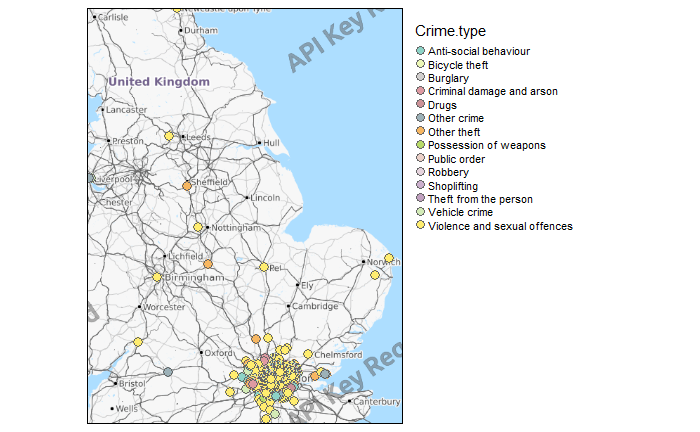 Newcastle upon Tyne
Carlisle
Durham
API Key Req
United Kingdom
Lancaster
Preston
Leeds
Hull
Liverpool
Sheffield
Chester
Lincoln
Nottingham
Lichfield
Birmingham
Pet
Norwich
Ely
Worcester
Cambridge
Oxford
Chelmsford
Bristol
API Key Req
Wells
Canterbury
Crime.type
Anti-social behaviour
Bicycle theft
Burglary
Criminal damage and arson
Drugs
Other crime
Other theft
Possession of weapons
Public order
Robbery
Shoplifting
Theft from the person
Vehicle crime
Violence and sexual offences